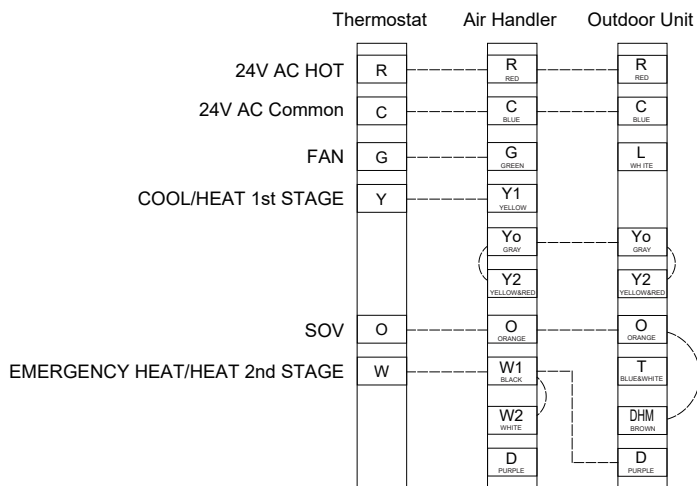 Thermostat Air Handler Outdoor Unit
24V AC HOT R R R
RED RED
24V AC Common C C C
BLUE BLUE
FAN G G L
GREEN WH ITE
COOL/HEAT 1st STAGE Y Y1
YELLOW
Yo Yo
GRAY GRAY
Y2 Y2
YELLOW&RED YELLOW&RED
SOV O O O
ORANGE ORANGE
EMERGENCY HEAT/HEAT 2nd STAGE W W1 T
BLACK BLUE&WHITE
W2 DHM
WHITE BROWN
D D
PURPLE PURPLE